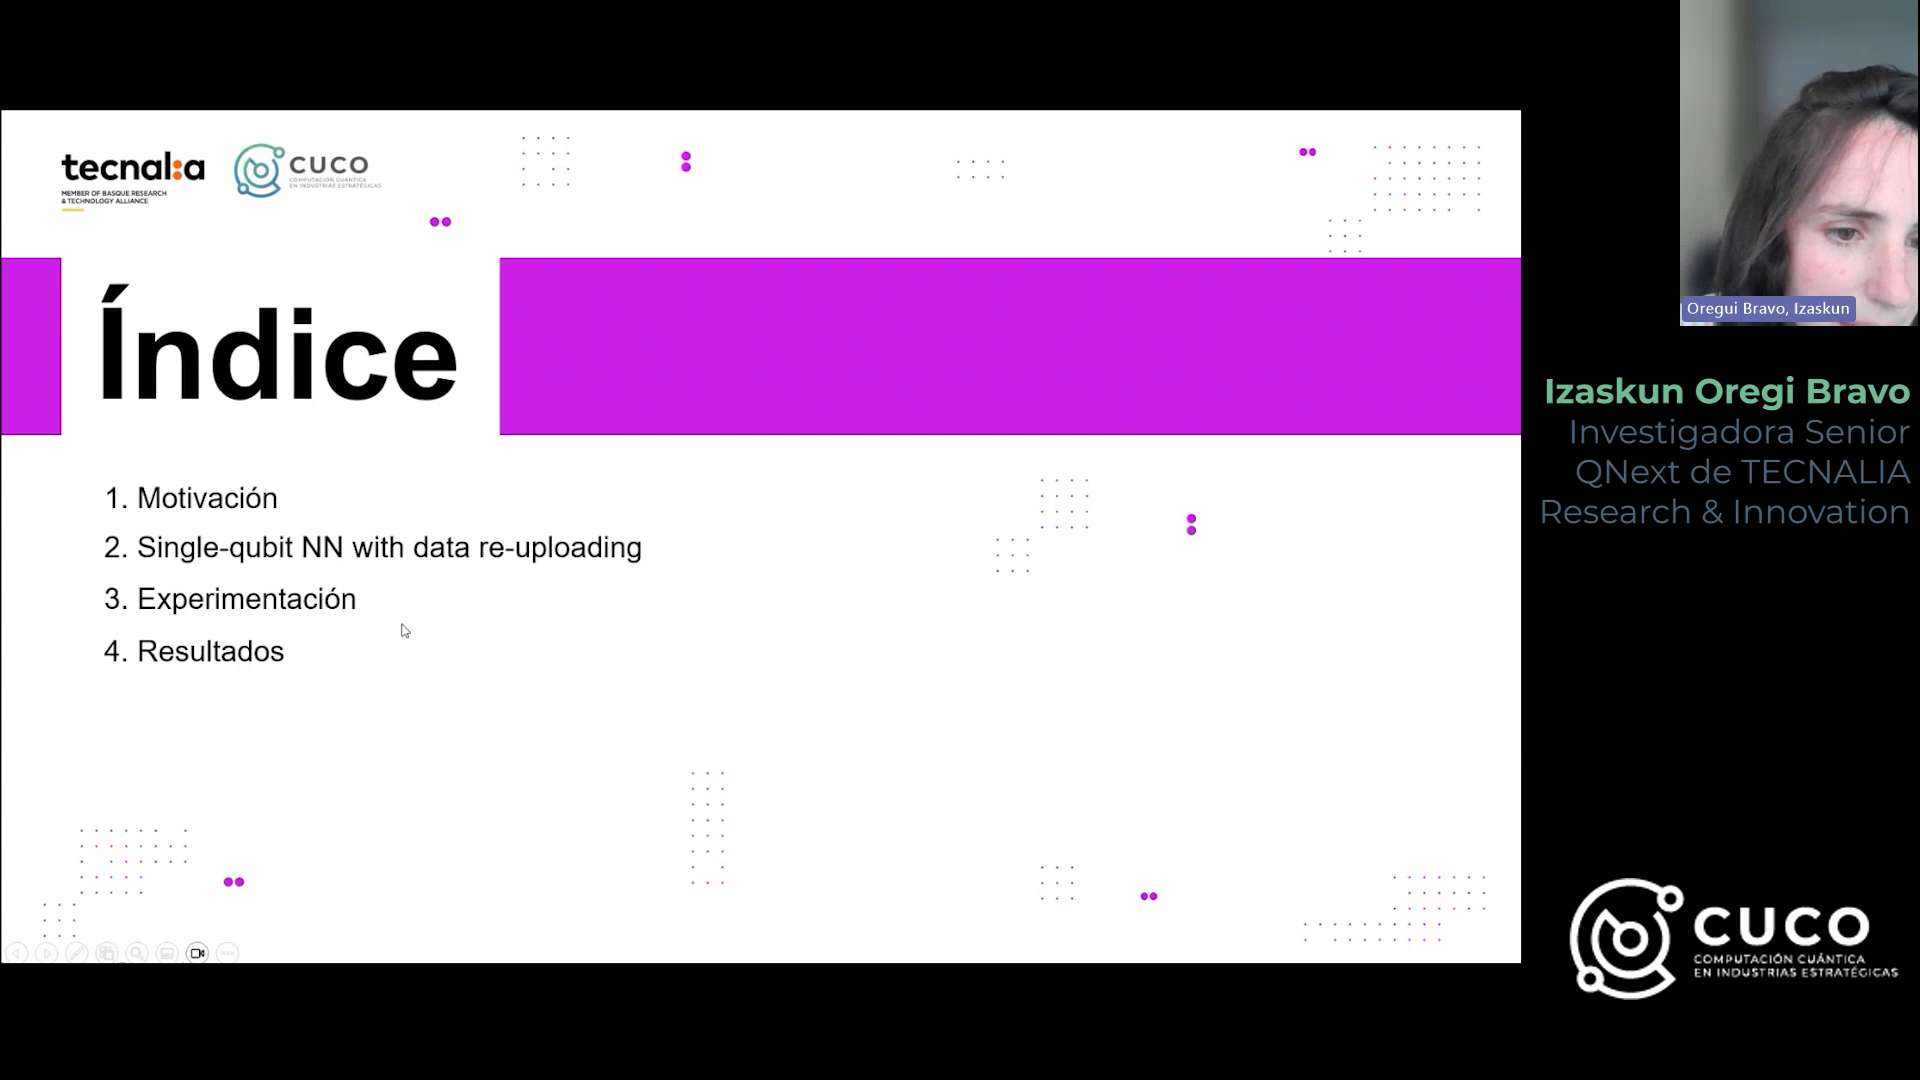 tecnal:a
MEMBER OF BASQUE RESEARCH
& TECHNOLOGY ALLIANCE
CUCO
COMPUTACIÓN CUÁNTICA
EN INDUSTRIAS ESTRATÉGICAS
Índice
1. Motivación
2. Single-qubit NN with data re-uploading
3. Experimentación
4. Resultados
Oregui Bravo, Izaskun
Izaskun Oregi Bravo
Investigadora Senior
QNext de TECNALIA
Research & Innovation
CUCO
COMPUTACIÓN CUÁNTICA
EN INDUSTRIAS ESTRATÉGICAS